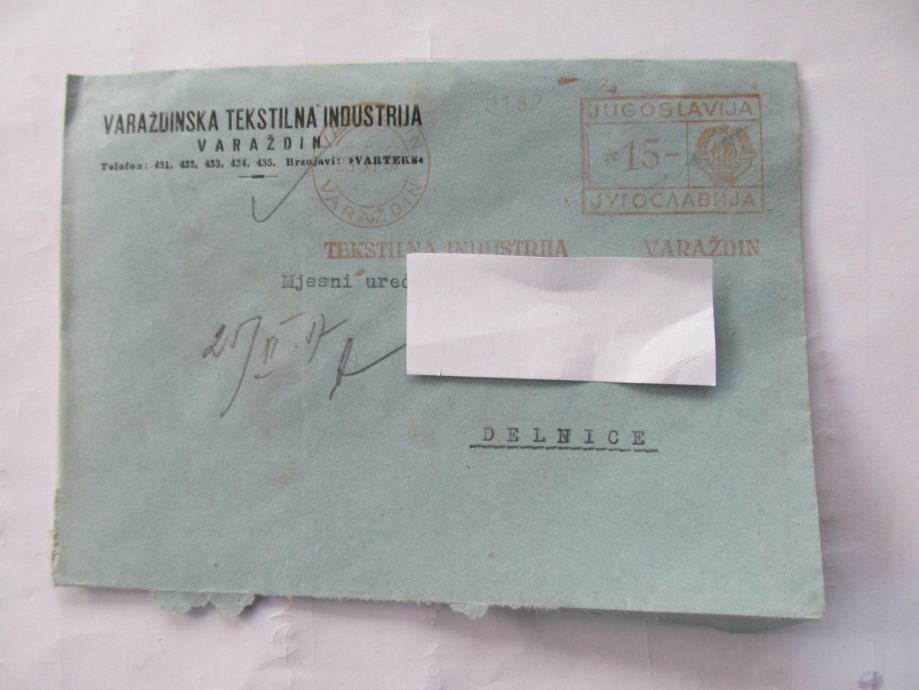 VARAŽDINSKA TEKSTILNA INDUSTRIJA
VARAŽDIN
Telefon: 431, 432, 433, 434, 435. Brzojavi: »VARTEKS«
VARAŽDIN
0182
JUGOSLAVIJA
*15-
ЈУГОСЛАВИЈА
TEKSTILNA INDUSTRIJA VARAŽDIN
Mjesni
DELNICE